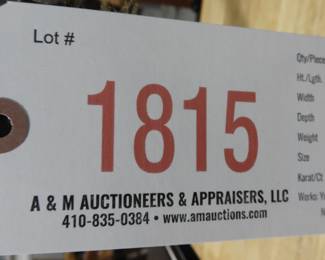 Lot #
1815
A & M AUCTIONEERS & APPRAISERS, LLC
410-835-0384 • www.amauctions.com
Qty/Piece
Ht./Lgth.
Width
Depth
Weight
Size
Karat/Ct
Works: Y